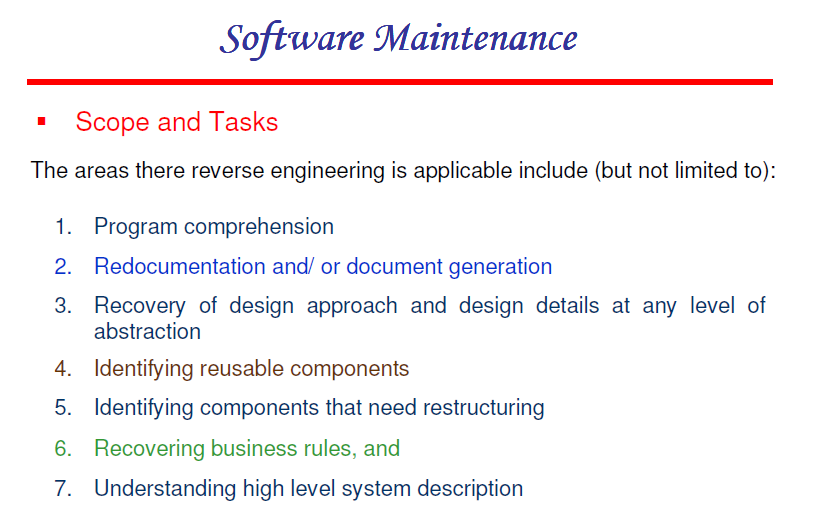 Software Maintenance
▪ Scope and Tasks
The areas there reverse engineering is applicable include (but not limited to):
1. Program comprehension
2. Redocumentation and/ or document generation
3. Recovery of design approach and design details at any level of
abstraction
4. Identifying reusable components
5. Identifying components that need restructuring
6. Recovering business rules, and
7. Understanding high level system description